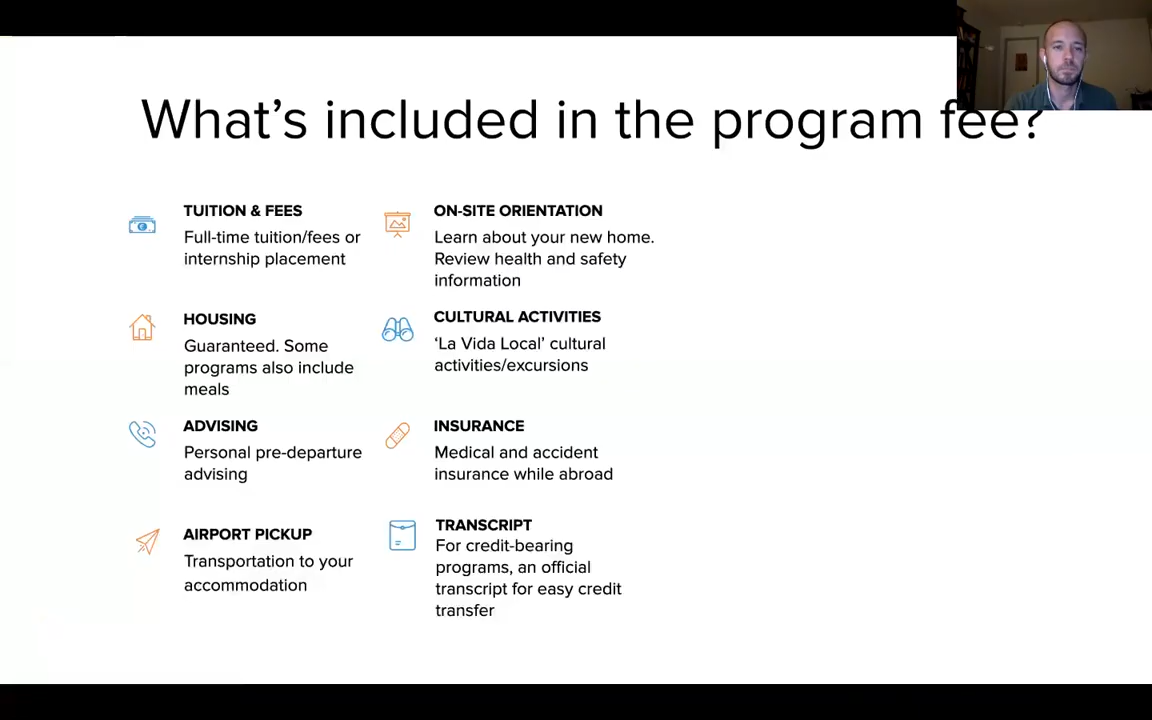 What's included in the program fee?
TUITION & FEES
Full-time tuition/fees or
internship placement
HOUSING
Guaranteed. Some
programs also include
meals
ADVISING
Personal pre-departure
advising
AIRPORT PICKUP
Transportation to your
accommodation
ON-SITE ORIENTATION
Learn about your new home.
Review health and safety
information
CULTURAL ACTIVITIES
‘La Vida Local’ cultural
activities/excursions
INSURANCE
Medical and accident
insurance while abroad
TRANSCRIPT
For credit-bearing
programs, an official
transcript for easy credit
transfer